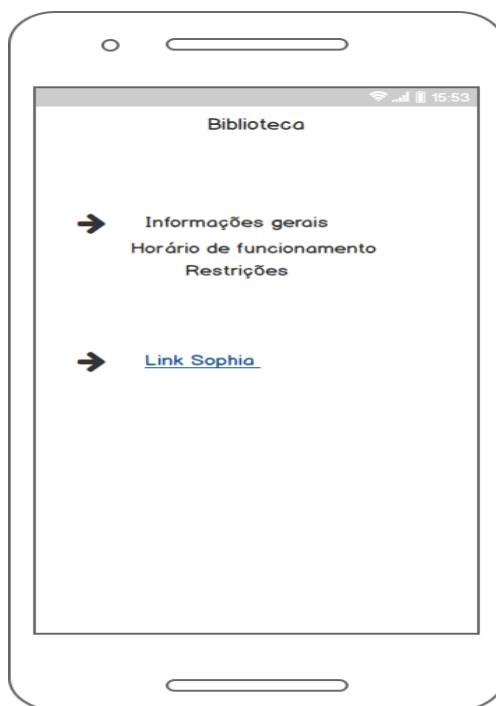 15:53
Biblioteca
Informações gerais
Horário de funcionamento
Restrições
Link Sophia